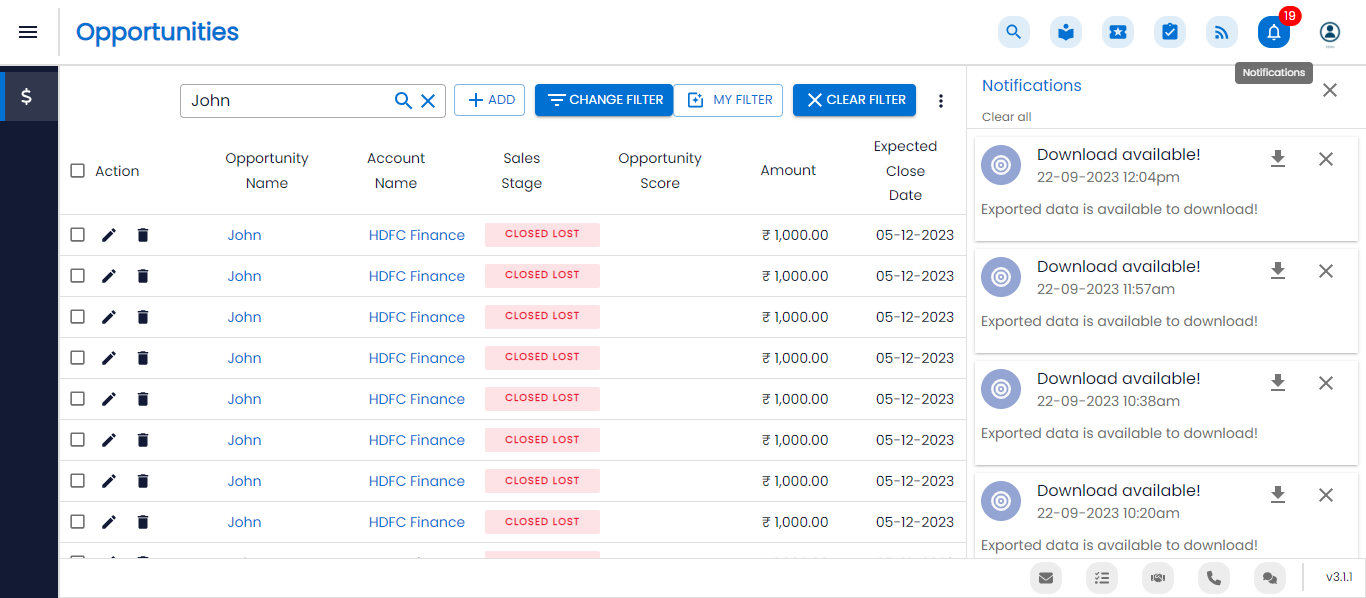 Opportunities
19
Notifications
$
John
ADD
CHANGE FILTER
MY FILTER
CLEAR FILTER
Action
Opportunity
Name
Account
Name
Sales
Stage
Opportunity
Score
Amount
Expected
Close
Date
John HDFC Finance CLOSED LOST ₹ 1,000.00 05-12-2023
John HDFC Finance CLOSED LOST ₹ 1,000.00 05-12-2023
John HDFC Finance CLOSED LOST ₹ 1,000.00 05-12-2023
John HDFC Finance CLOSED LOST ₹ 1,000.00 05-12-2023
John HDFC Finance CLOSED LOST ₹ 1,000.00 05-12-2023
John HDFC Finance CLOSED LOST ₹ 1,000.00 05-12-2023
John HDFC Finance CLOSED LOST ₹ 1,000.00 05-12-2023
John HDFC Finance CLOSED LOST ₹ 1,000.00 05-12-2023
Notifications
Clear all
Download available!
22-09-2023 12:04pm
Exported data is available to download!
Download available!
22-09-2023 11:57am
Exported data is available to download!
Download available!
22-09-2023 10:38am
Exported data is available to download!
Download available!
22-09-2023 10:20am
Exported data is available to download!
v3.1.1